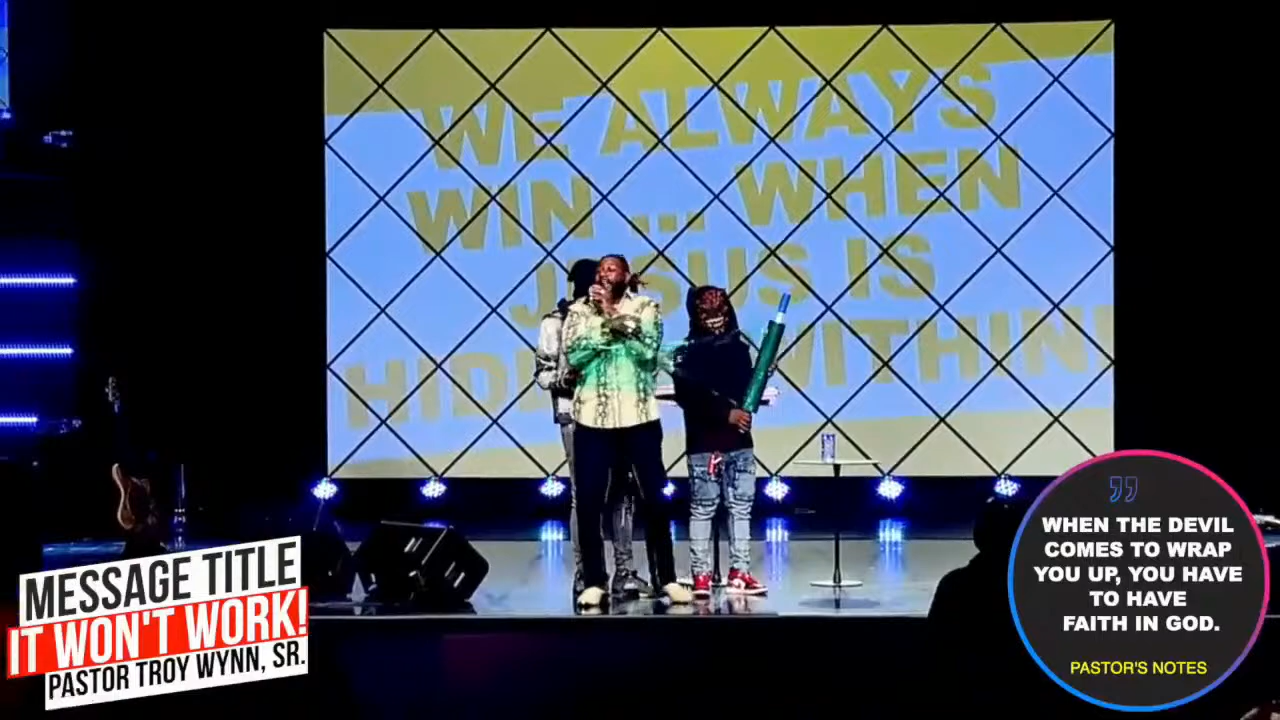 WE ALWAYS
WIN ... WHEN
JESUS IS
WITHIN
MESSAGE TITLE
IT WON'T WORK!
PASTOR TROY WYNN, SR.
WHEN THE DEVIL
COMES TO WRAP
YOU UP, YOU HAVE
TO HAVE
FAITH IN GOD.
PASTOR'S NOTES